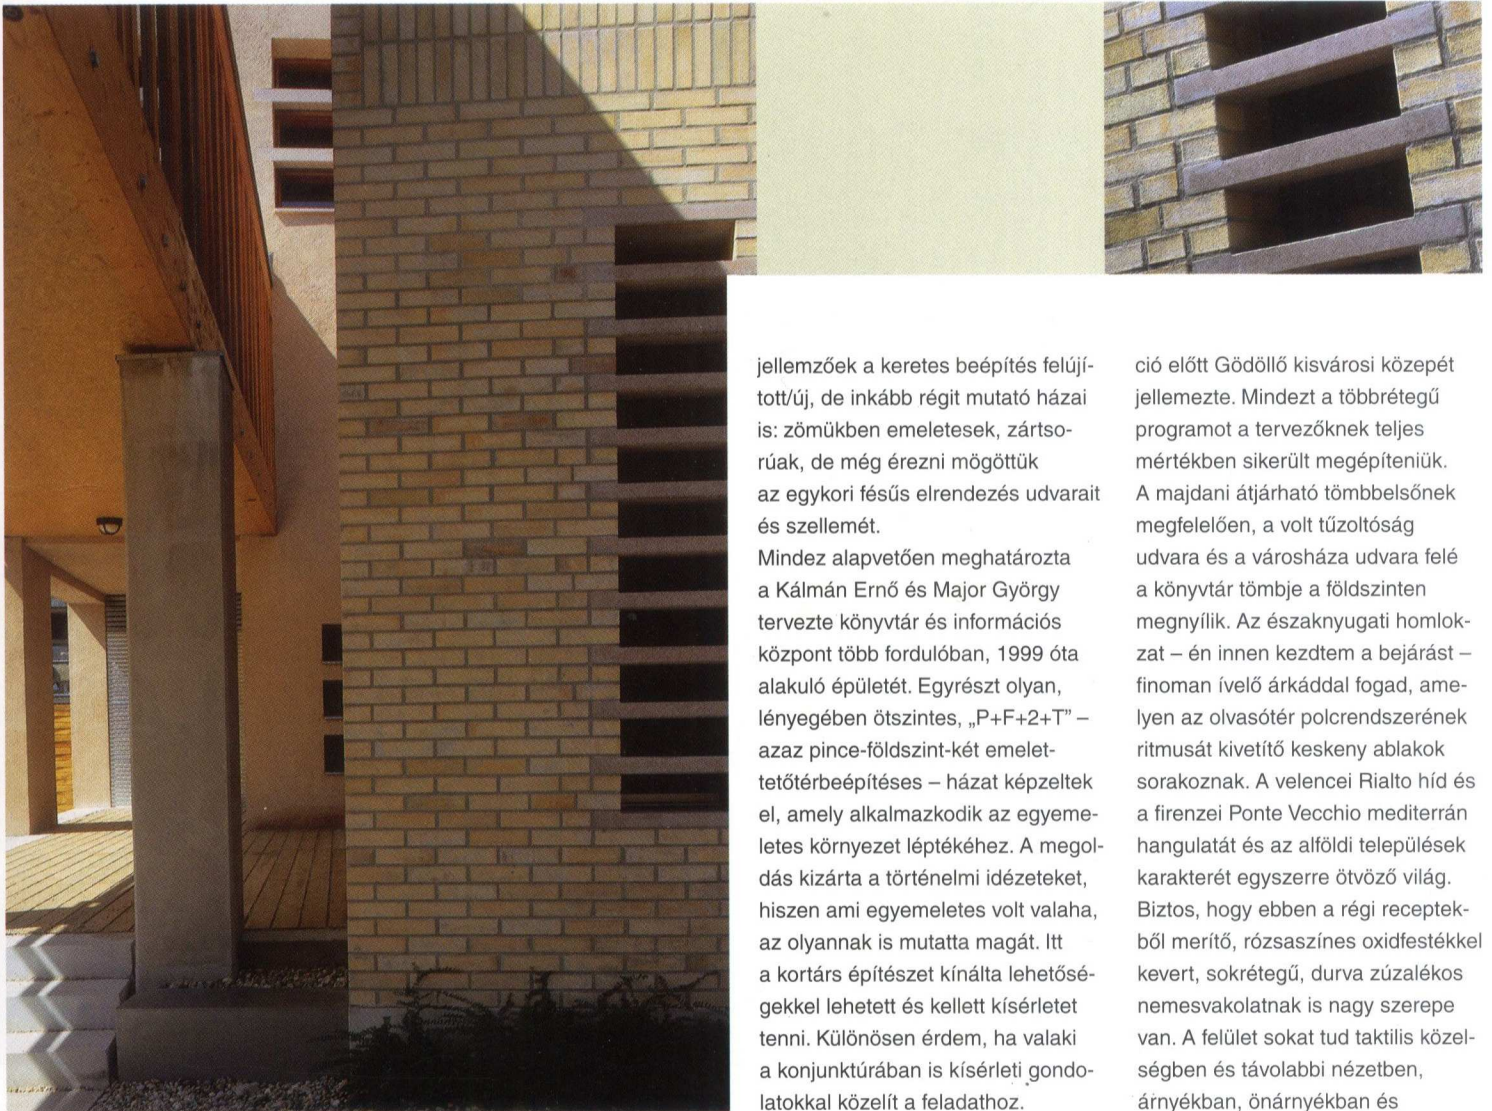 jellemzőek a keretes beépítés felújí-
tott/új, de inkább régit mutató házai
is: zömükben emeletesek, zártso-
rúak, de még érezni mögöttük
az egykori fésűs elrendezés udvarait
és szellemét.
Mindez alapvetően meghatározta
a Kálmán Ernő és Major György
tervezte könyvtár és információs
központ több fordulóban, 1999 óta
alakuló épületét. Egyrészt olyan,
lényegében ötszintes, „P+F+2+T” –
azaz pince-földszint-két emelet-
tetőtérbeépítéses – házat képzeltek
el, amely alkalmazkodik az egyeme-
letes környezet léptékéhez. A megol-
dás kizárta a történelmi idézeteket,
hiszen ami egyemeletes volt valaha,
az olyannak is mutatta magát. Itt
a kortárs építészet kínálta lehetősé-
gekkel lehetett és kellett kísérletet
tenni. Különösen érdem, ha valaki
a konjunktúrában is kísérleti gondo-
latokkal közelít a feladathoz.
ció előtt Gödöllő kisvárosi közepét
jellemezte. Mindezt a többrétegű
programot a tervezőknek teljes
mértékben sikerült megépíteniük.
A majdani átjárható tömbbelsőnek
megfelelően, a volt tűzoltóság
udvara és a városháza udvara felé
a könyvtár tömbje a földszinten
megnyílik. Az északnyugati homlok-
zat – én innen kezdtem a bejárást –
finoman ívelő árkáddal fogad, ame-
lyen az olvasótér polcrendszerének
ritmusát kivetítő keskeny ablakok
sorakoznak. A velencei Rialto híd és
a firenzei Ponte Vecchio mediterrán
hangulatát és az alföldi települések
karakterét egyszerre ötvöző világ.
Biztos, hogy ebben a régi receptek-
ből merítő, rózsaszínes oxidfestékkel
kevert, sokrétegű, durva zúzalékos
nemesvakolatnak is nagy szerepe
van. A felület sokat tud taktilis közel-
ségben és távolabbi nézetben,
árnyékban, önárnyékban és